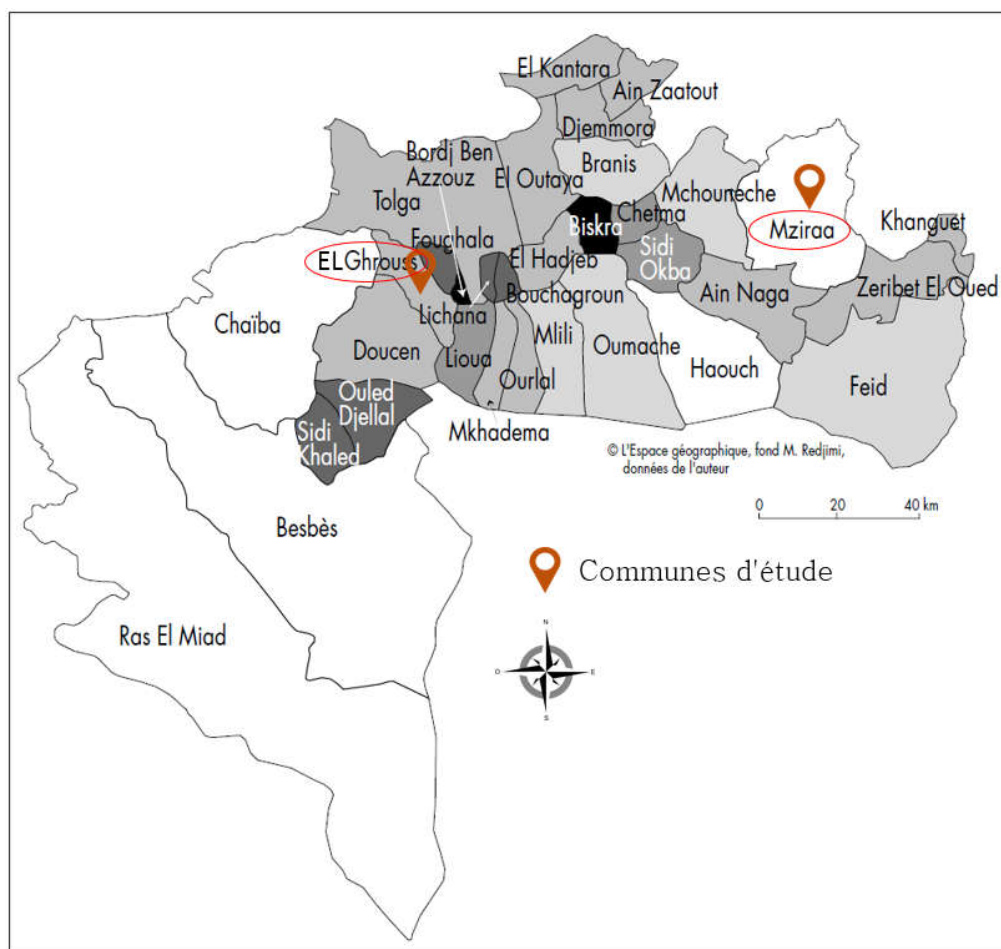 El Kantara
Ain Zaatout
Djemmora
Bordj Ben
Azzouz
El Outaya
Branis
Mchouneche
Tolga
Chetma
Khanguet
Biskra
Mziraa
Foughala
El Hadjeb
Sidi
Okba
ELGhrouss
Zeribet El Oued
Ain Naga
Bouchagroun
Lichana
Chaïba
Mlili
Oumache
Doucen
Lioua
Haouch
Ourlal
Feid
Ouled
Djellal
Sidi
Khaled
Mkhadema
© L'Espace géographique, fond M. Redjimi,
données de l'auteur
0 20 40 km
Besbès
Communes d'étude
Ras El Miad
N
O E
S